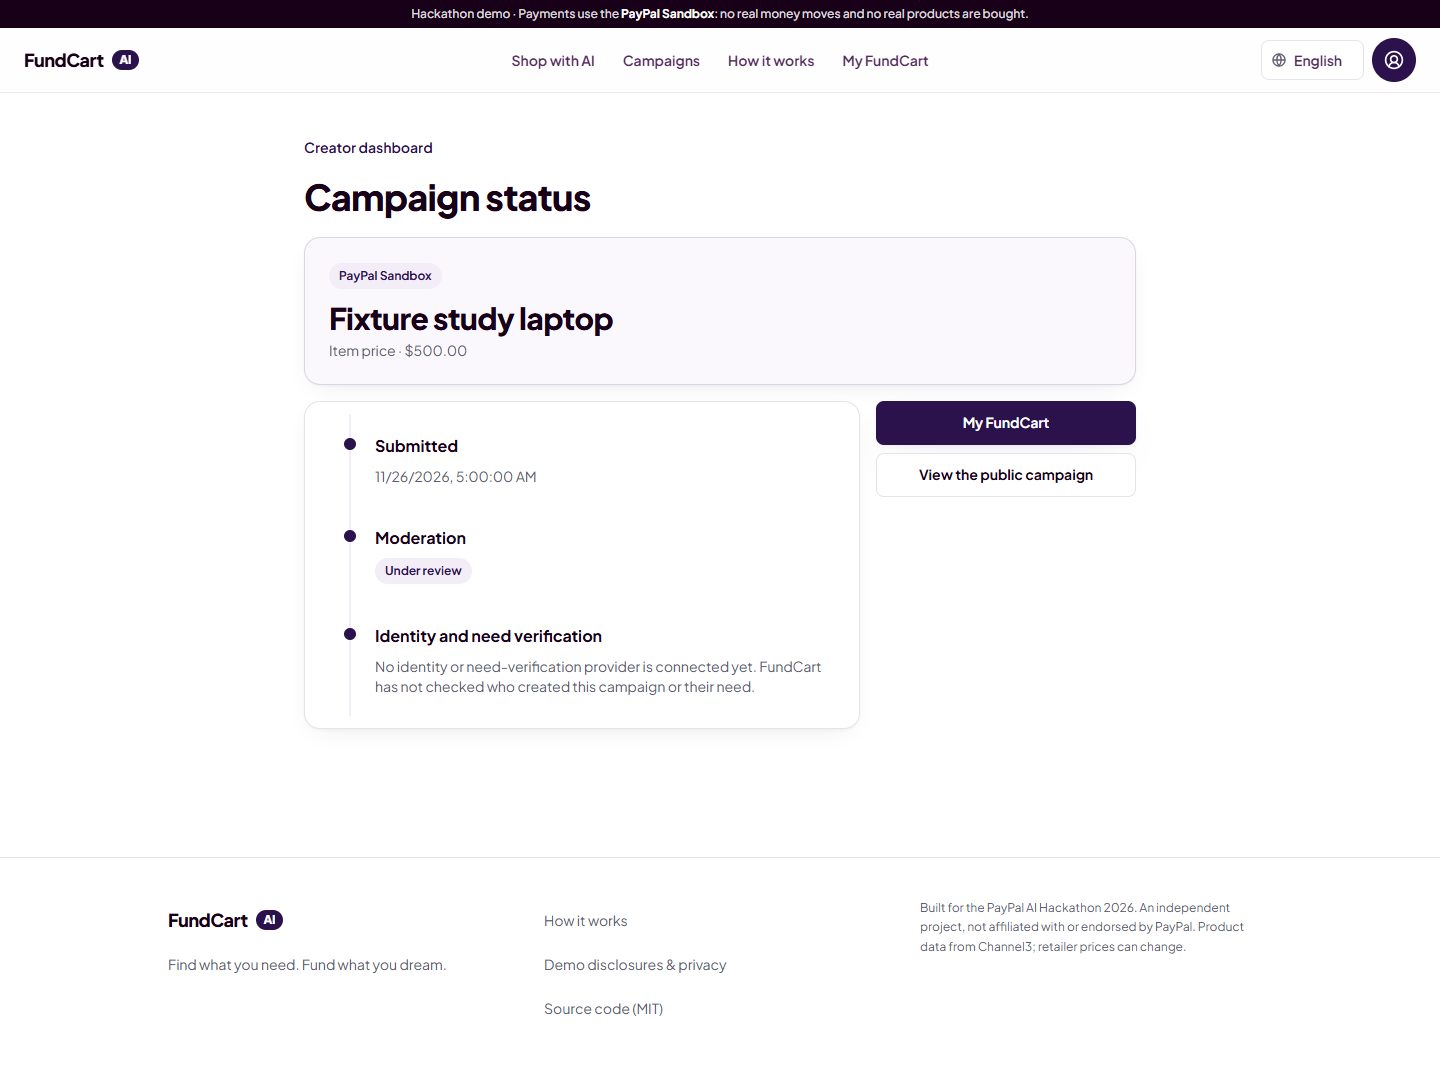 Hackathon demo · Payments use the PayPal Sandbox: no real money moves and no real products are bought.
FundCart AI
Shop with AI
Campaigns
How it works
My FundCart
English
Creator dashboard
Campaign status
PayPal Sandbox
Fixture study laptop
Item price · $500.00
Submitted
11/26/2026, 5:00:00 AM
Moderation
Under review
Identity and need verification
No identity or need-verification provider is connected yet. FundCart
has not checked who created this campaign or their need.
My FundCart
View the public campaign
FundCart AI
Find what you need. Fund what you dream.
How it works
Demo disclosures & privacy
Source code (MIT)
Built for the PayPal AI Hackathon 2026. An independent
project, not affiliated with or endorsed by PayPal. Product
data from Channel3; retailer prices can change.